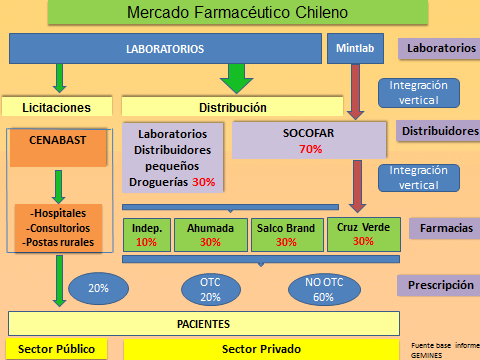 Mercado Farmacéutico Chileno
LABORATORIOS
Mintlab
Laboratorios
Integración
vertical
Licitaciones
Distribución
CENABAST
Laboratorios
Distribuidores
pequeños
Droguerías 30%
SOCOFAR
70%
Distribuidores
Integración
vertical
-Hospitales
-Consultorios
-Postas rurales
Indep.
10%
Ahumada
30%
Salco Brand
30%
Cruz Verde
30%
Farmacias
20%
OTC
20%
NO OTC
60%
Prescripción
PACIENTES
Sector Público
Sector Privado
Fuente base informe
GEMINES